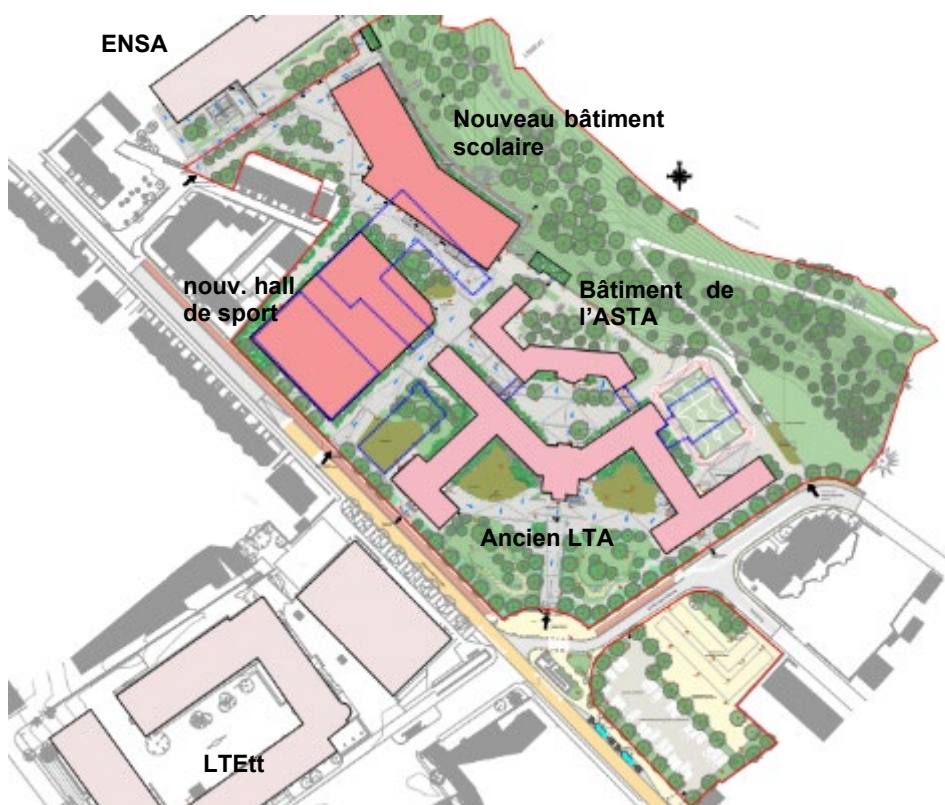 ENSA
Nouveau bâtiment
scolaire
nouv. hall
de sport
Bâtiment de
l'ASTA
Ancien LTA
LTEtt